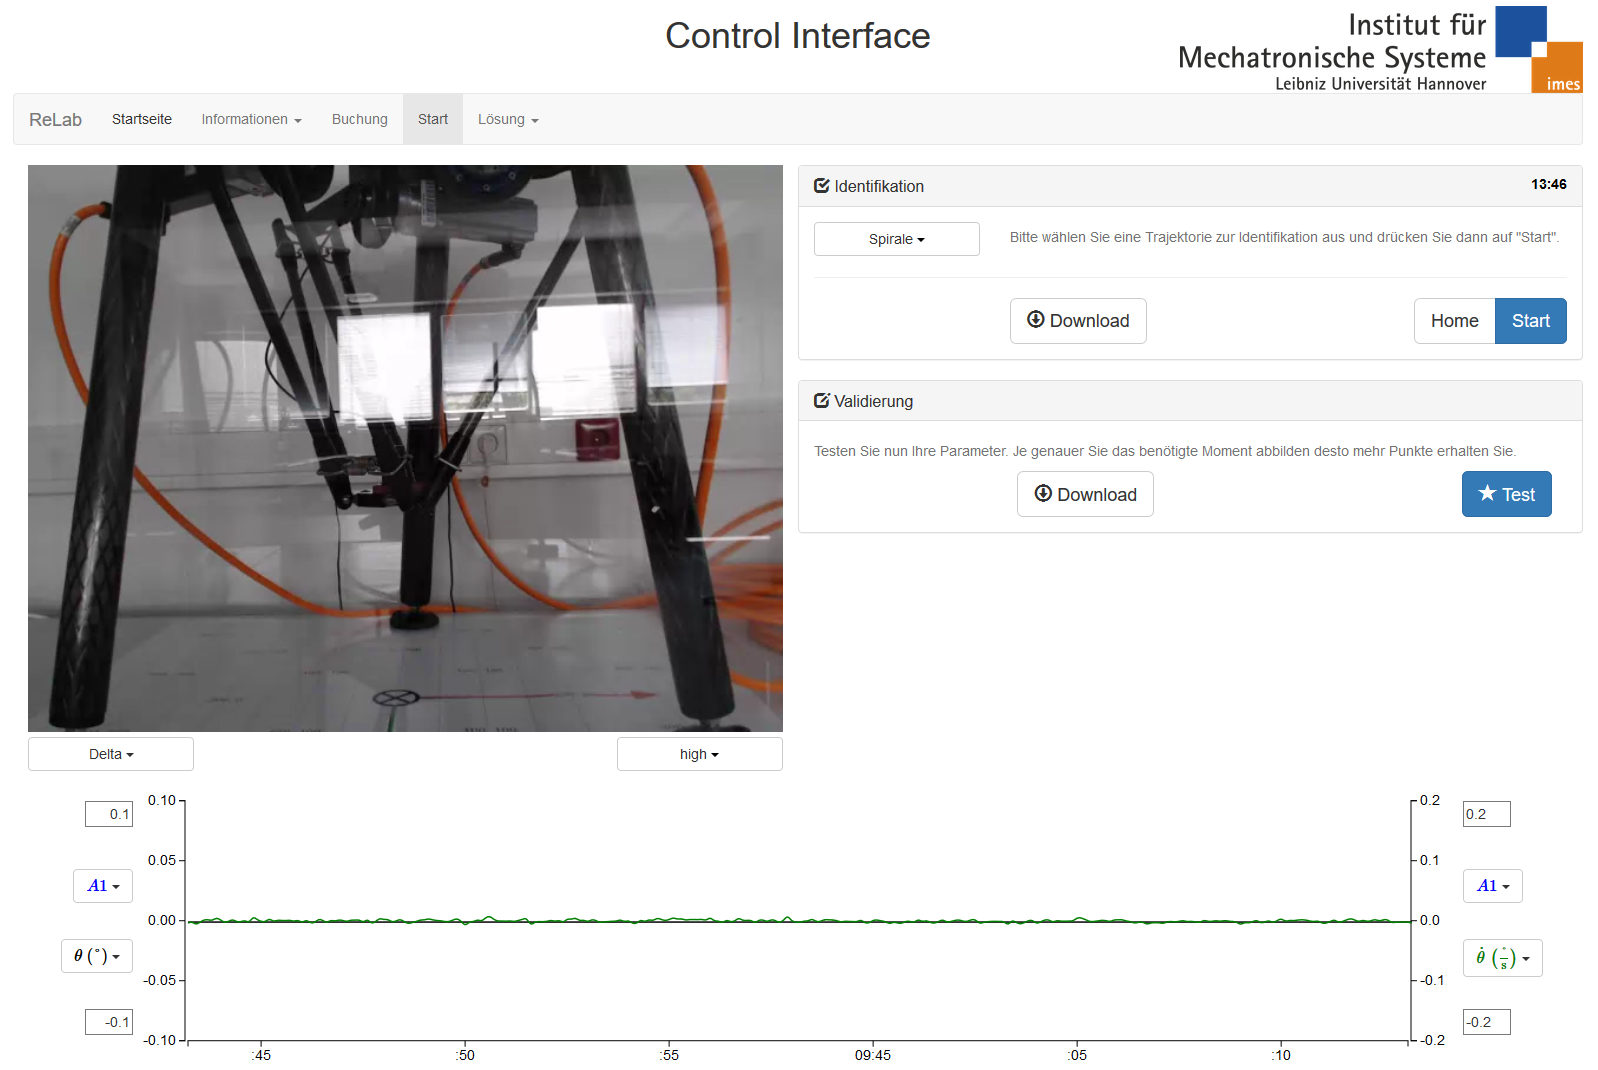 Control Interface
Institut für
Mechatronische Systeme
Leibniz Universität Hannover
imes
ReLab
Startseite
Informationen
Buchung
Start
Lösung
Identifikation
13:46
Spirale
Bitte wählen Sie eine Trajektorie zur Identifikation aus und drücken Sie dann auf "Start".
Download
Home
Start
Validierung
Testen Sie nun Ihre Parameter. Je genauer Sie das benötigte Moment abbilden desto mehr Punkte erhalten Sie.
Download
Test
Delta
high
0.1
A1
θ (°)
-0.1
0.10
0.05
0.00
-0.05
-0.10
:45
:50
:55
09:45
:05
:10
0.2
0.1
0.0
-0.1
-0.2
0.2
A1
θ̇ (°/s)
-0.2